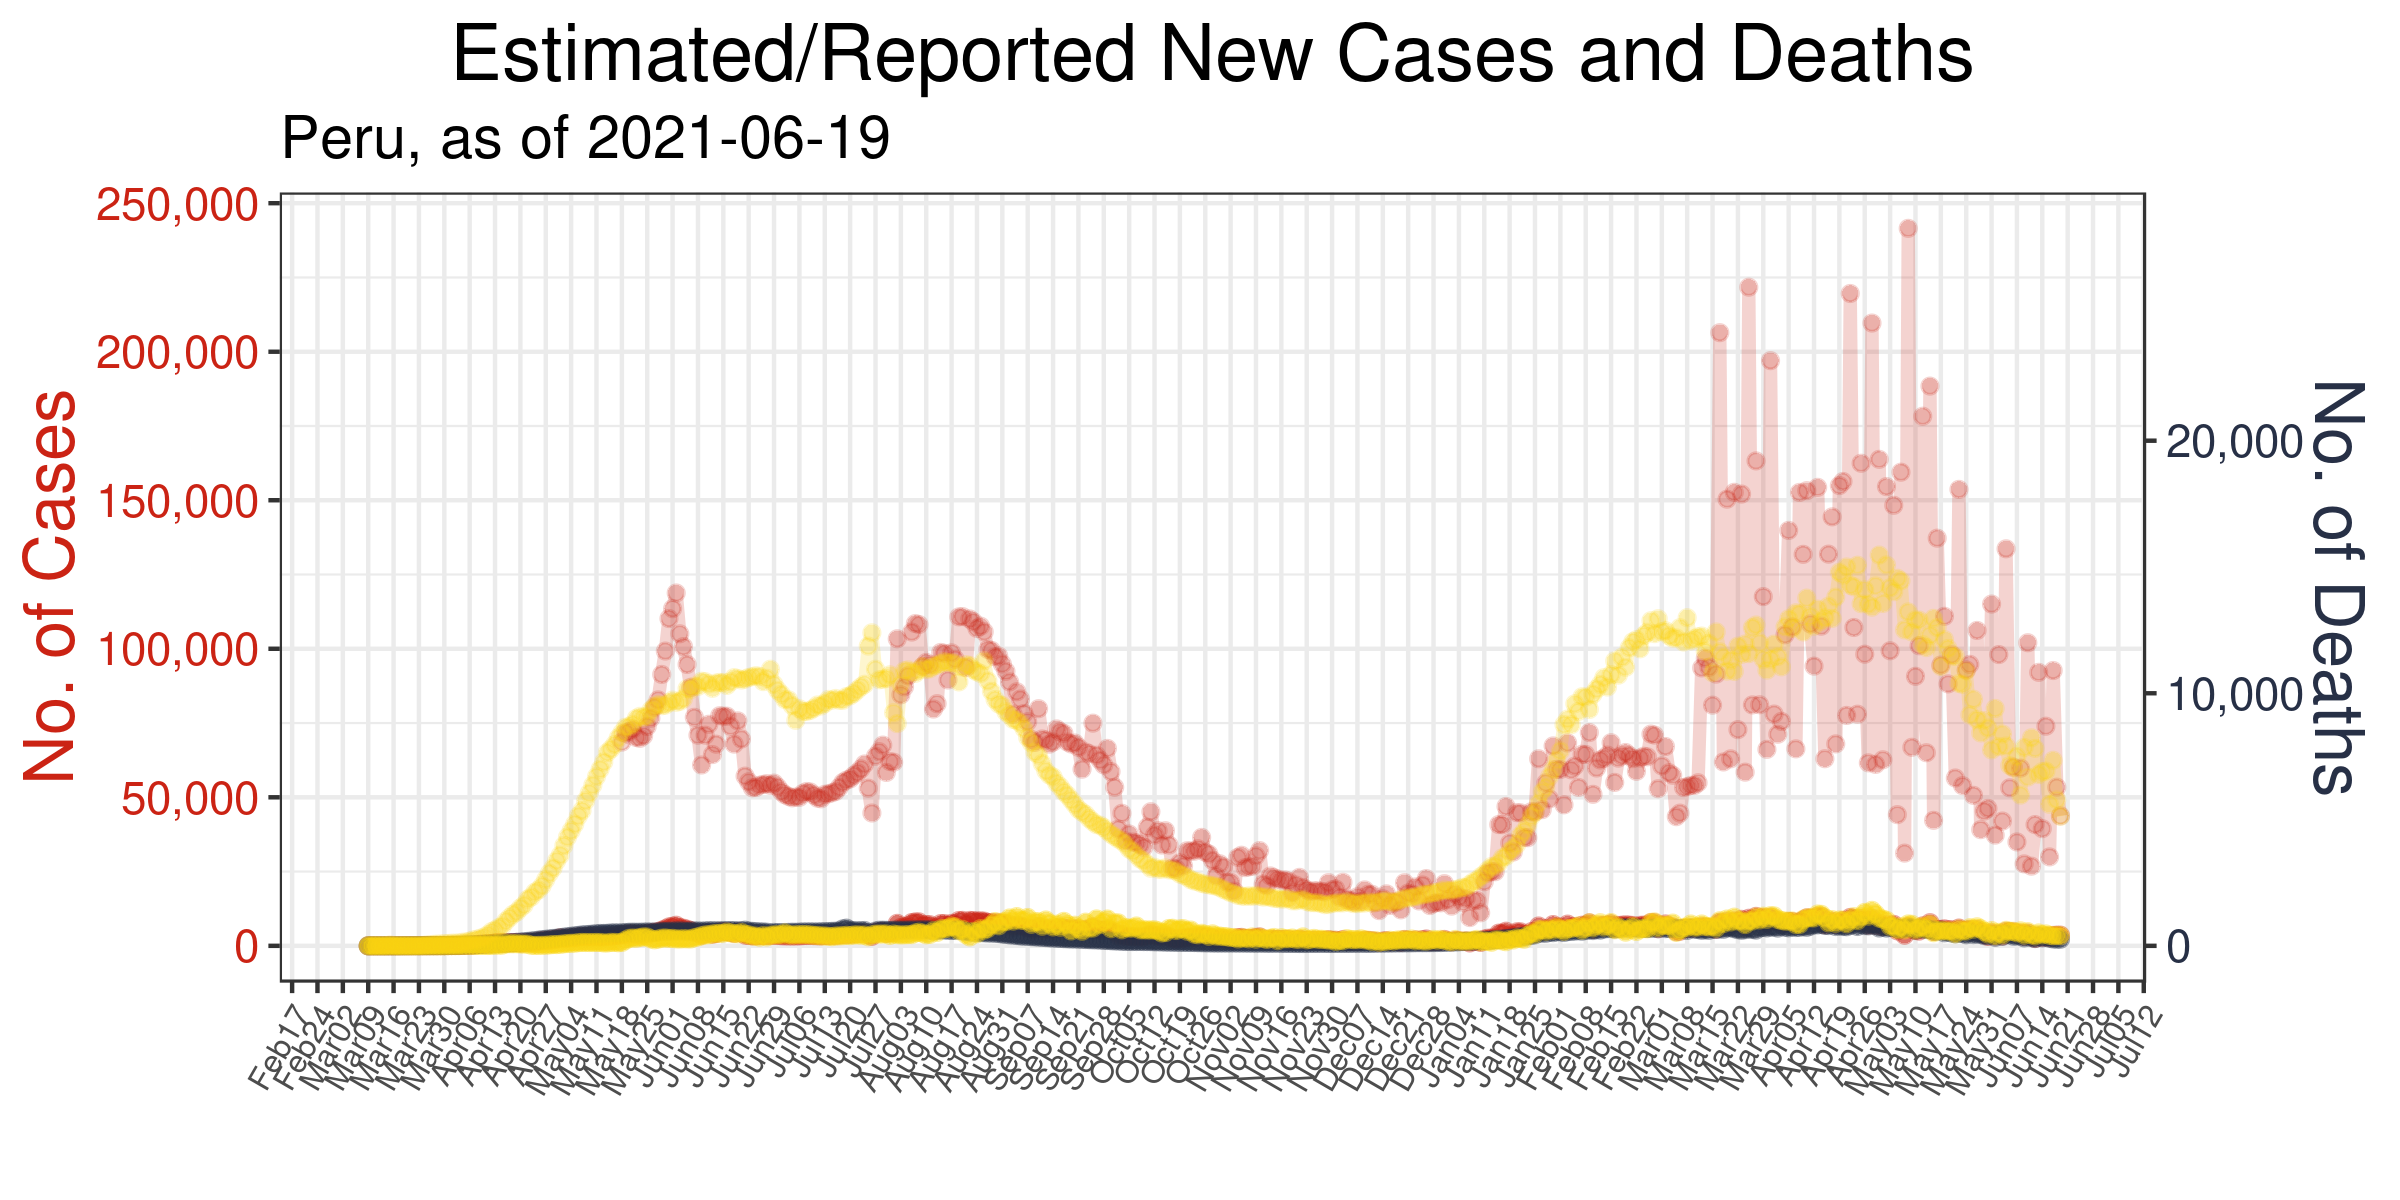 Estimated/Reported New Cases and Deaths
Peru, as of 2021-06-19
No. of Cases
250,000
200,000
150,000
100,000
50,000
0
20,000
10,000
0
No. of Deaths
Feb17
Feb24
Mar02
Mar09
Mar16
Mar23
Mar30
Apr06
Apr13
Apr20
Apr27
May04
May11
May18
May25
Jun01
Jun08
Jun15
Jun22
Jun29
Jul06
Jul13
Jul20
Jul27
Aug03
Aug10
Aug17
Aug24
Aug31
Sep07
Sep14
Sep21
Sep28
Oct05
Oct12
Oct19
Oct26
Nov02
Nov09
Nov16
Nov23
Nov30
Dec07
Dec14
Dec21
Dec28
Jan04
Jan11
Jan18
Jan25
Feb01
Feb08
Feb15
Feb22
Mar01
Mar08
Mar15
Mar22
Mar29
Apr05
Apr12
Apr19
Apr26
May03
May10
May17
May24
May31
Jun07
Jun14
Jun21
Jun28
Jul05
Jul12